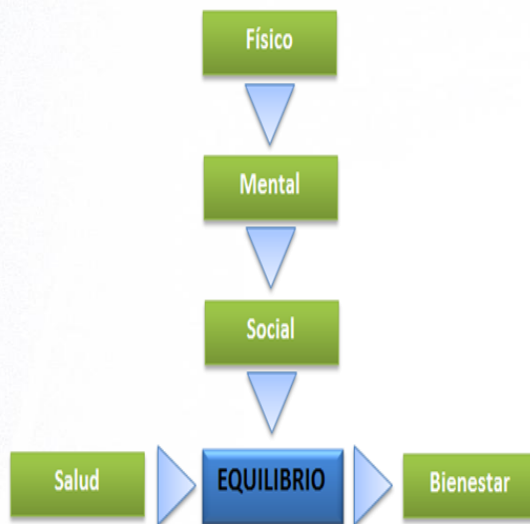 Físico
Mental
Social
Salud
EQUILIBRIO
Bienestar